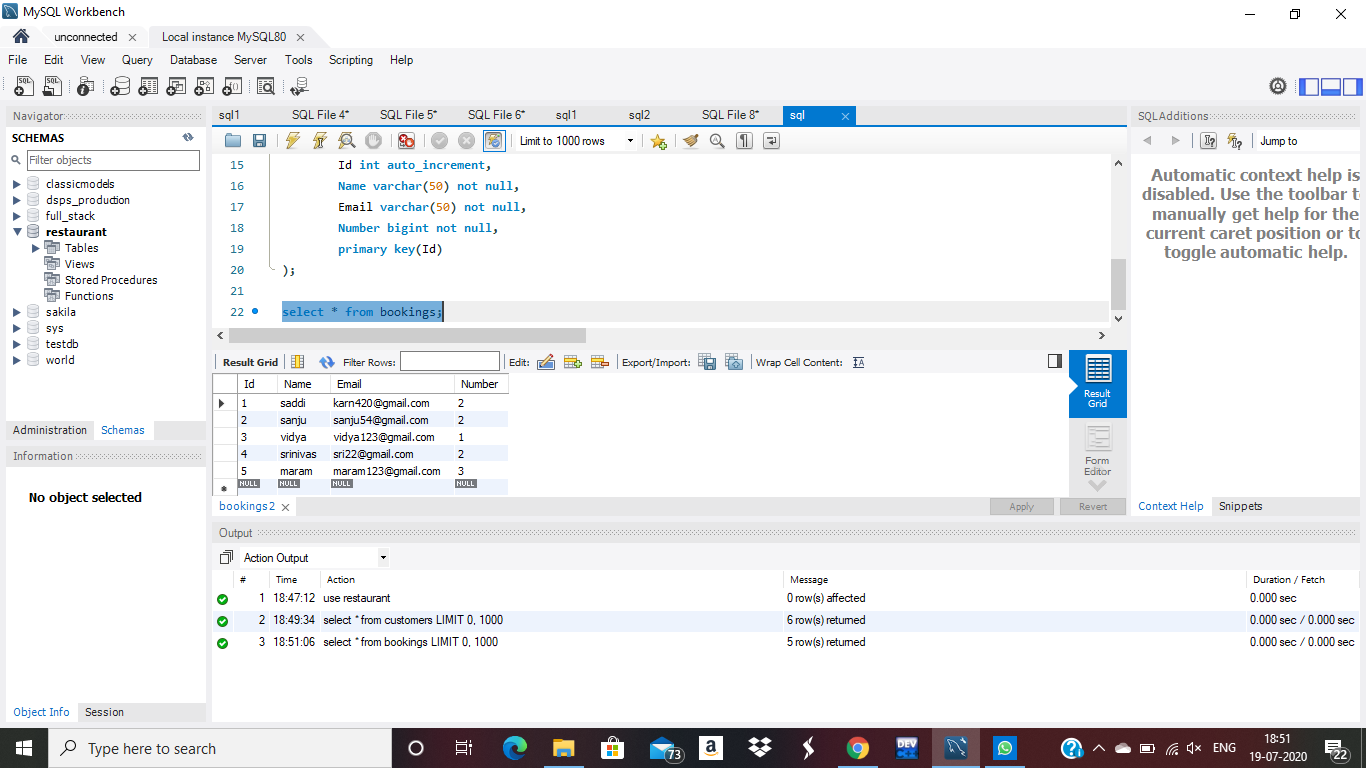 MySQL Workbench
unconnected
Local instance MySQL80
File Edit View Query Database Server Tools Scripting Help
Navigator
SCHEMAS
Filter objects
classicmodels
dsps_production
full_stack
restaurant
Tables
Views
Stored Procedures
Functions
sakila
sys
testdb
world
Administration Schemas
Information
No object selected
Object Info Session
sql1 SQL File 4* SQL File 5* SQL File 6* sql1 sql2 SQL File 8* sql
Limit to 1000 rows
15 Id int auto_increment,
16 Name varchar(50) not null,
17 Email varchar(50) not null,
18 Number bigint not null,
19 primary key(Id)
20 );
21
22 select * from bookings;
Result Grid Filter Rows: Edit: Export/Import: Wrap Cell Content:
Id Name Email Number
1 saddi karn420@gmail.com 2
2 sanju sanju54@gmail.com 2
3 vidya vidya123@gmail.com 1
4 srinivas sri22@gmail.com 2
5 maram maram123@gmail.com 3
NULL NULL NULL NULL
Result
Grid
Form
Editor
bookings2
Apply Revert
SQLAdditions
Jump to
Automatic context help is
disabled. Use the toolbar to
manually get help for the
current caret position or to
toggle automatic help.
Context Help Snippets
Output
Action Output
# Time Action Message Duration / Fetch
1 18:47:12 use restaurant 0 row(s) affected 0.000 sec
2 18:49:34 select * from customers LIMIT 0, 1000 6 row(s) returned 0.000 sec / 0.000 sec
3 18:51:06 select * from bookings LIMIT 0, 1000 5 row(s) returned 0.000 sec / 0.000 sec
Type here to search
73
DEV
C++
ENG
18:51
19-07-2020
22